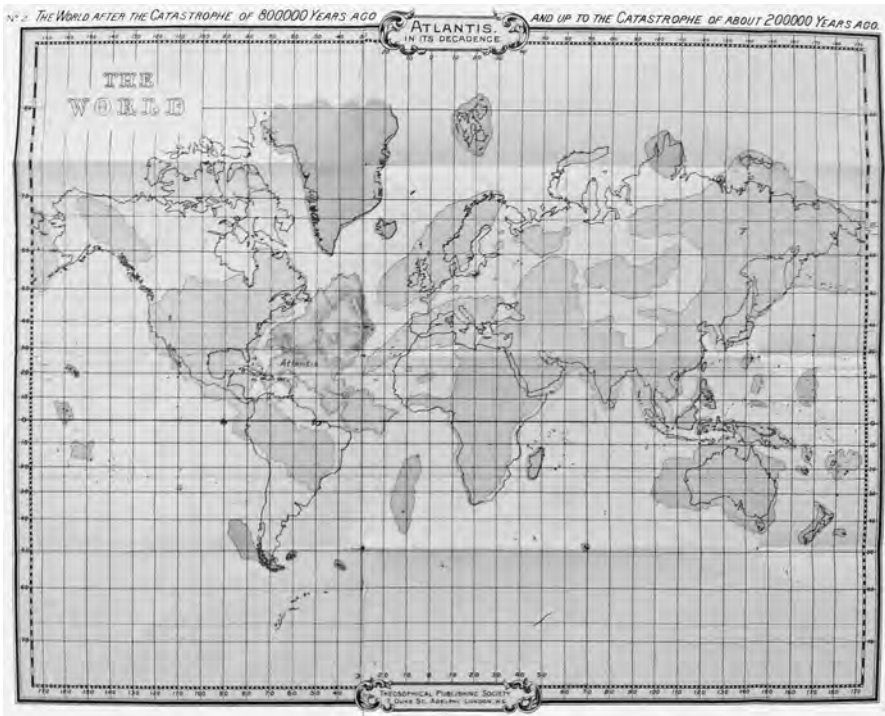 Nº 2. THE WORLD AFTER THE CATASTROPHE OF 800000 YEARS AGO
ATLANTIS.
IN ITS DECADENCE
AND UP TO THE CATASTROPHE OF ABOUT 200000 YEARS AGO.
THE
WORLD
Atlantis
THEOSOPHICAL PUBLISHING SOCIETY
7, DUKE ST, ADELPHI LONDON, W.C.